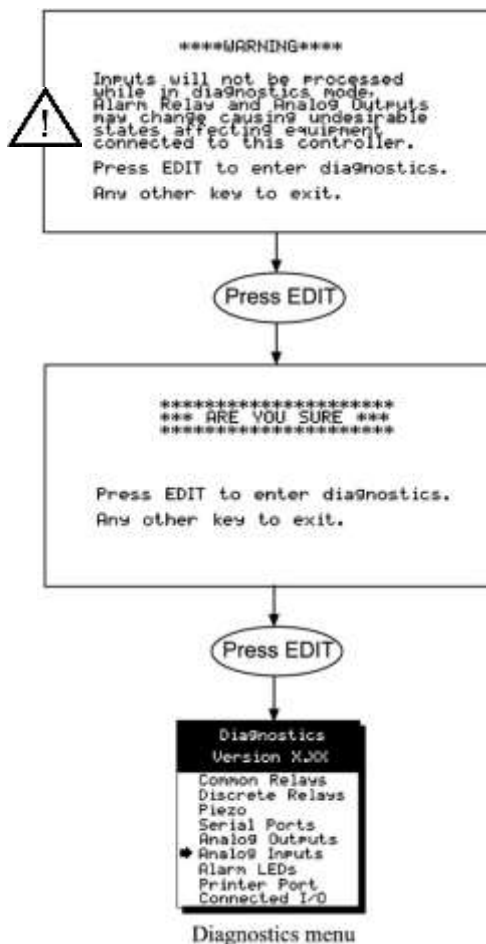 ****WARNING****
Inputs will not be processed
while in diagnostics mode.
Alarm Relay and Analog Outputs
may change causing undesirable
states affecting equipment
connected to this controller.
Press EDIT to enter diagnostics.
Any other key to exit.
!
Press EDIT
*********************
*** ARE YOU SURE ***
*********************
Press EDIT to enter diagnostics.
Any other key to exit.
Press EDIT
Diagnostics
Version X.XX
Common Relays
Discrete Relays
Piezo
Serial Ports
Analog Outputs
Analog Inputs
Alarm LEDs
Printer Port
Connected I/O
Diagnostics menu